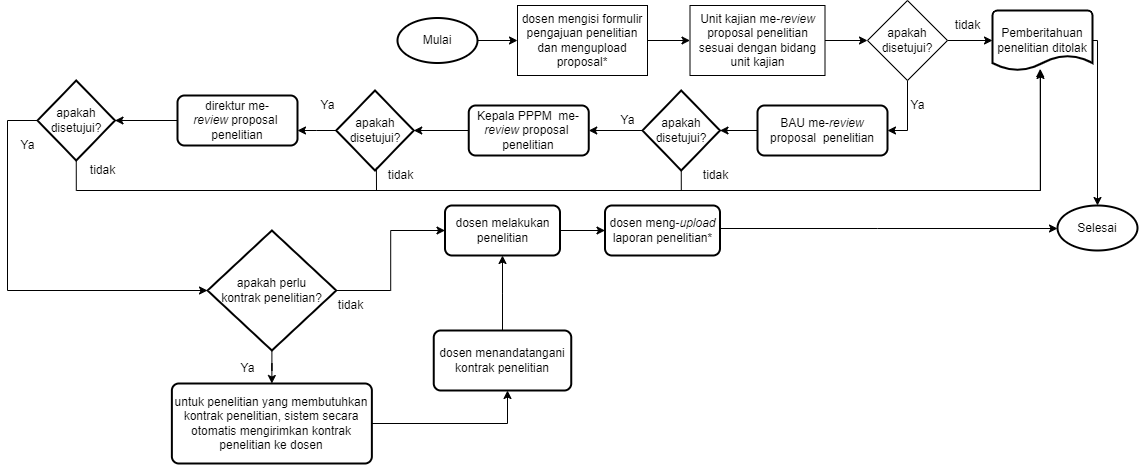 Mulai
dosen mengisi formulir
pengajuan penelitian
dan mengupload
proposal*
Unit kajian me-review
proposal penelitian
sesuai dengan bidang
unit kajian
apakah
disetujui?
tidak
Pemberitahuan
penelitian ditolak
Ya
BAU me-review
proposal penelitian
apakah
disetujui?
tidak
Ya
Kepala PPPM me-
review proposal
penelitian
apakah
disetujui?
tidak
Ya
direktur me-
review proposal
penelitian
apakah
disetujui?
tidak
Ya
apakah perlu
kontrak penelitian?
tidak
Ya
untuk penelitian yang membutuhkan
kontrak penelitian, sistem secara
otomatis mengirimkan kontrak
penelitian ke dosen
dosen menandatangani
kontrak penelitian
dosen melakukan
penelitian
dosen meng-upload
laporan penelitian*
Selesai